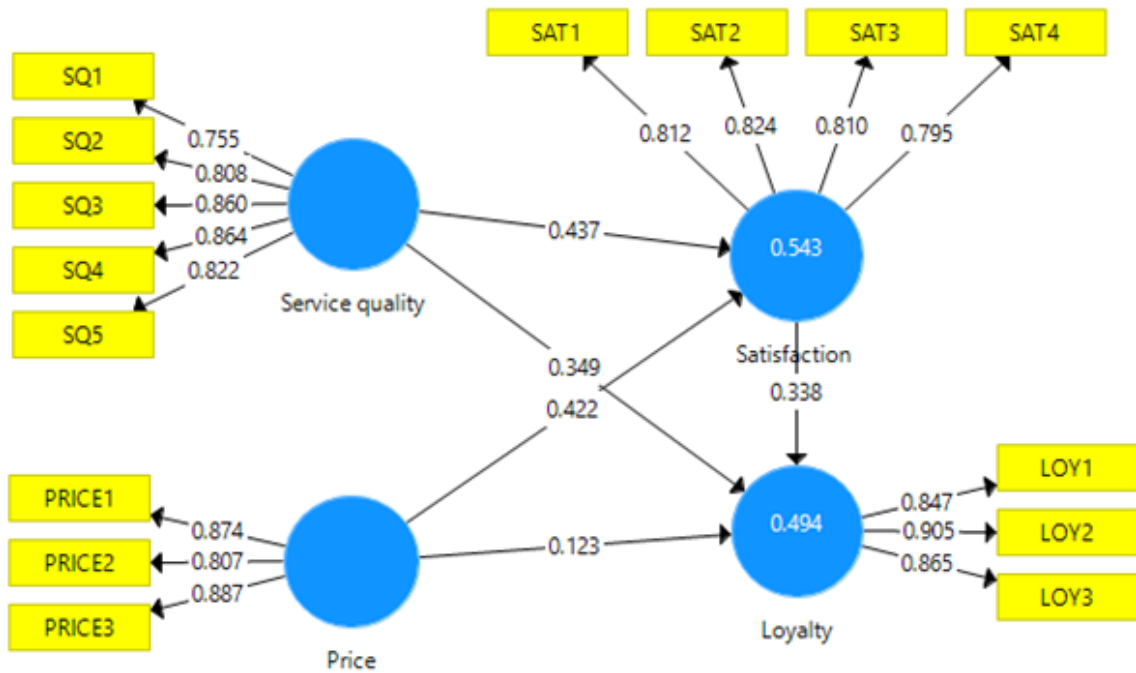 SAT1
SAT2
SAT3
SAT4
SQ1
SQ2
SQ3
SQ4
SQ5
0.755
0.808
0.860
0.864
0.822
Service quality
0.812
0.824
0.810
0.795
0.437
0.543
Satisfaction
0.349
0.422
0.338
PRICE1
PRICE2
PRICE3
0.874
0.807
0.887
Price
0.123
0.494
Loyalty
0.847
0.905
0.865
LOY1
LOY2
LOY3